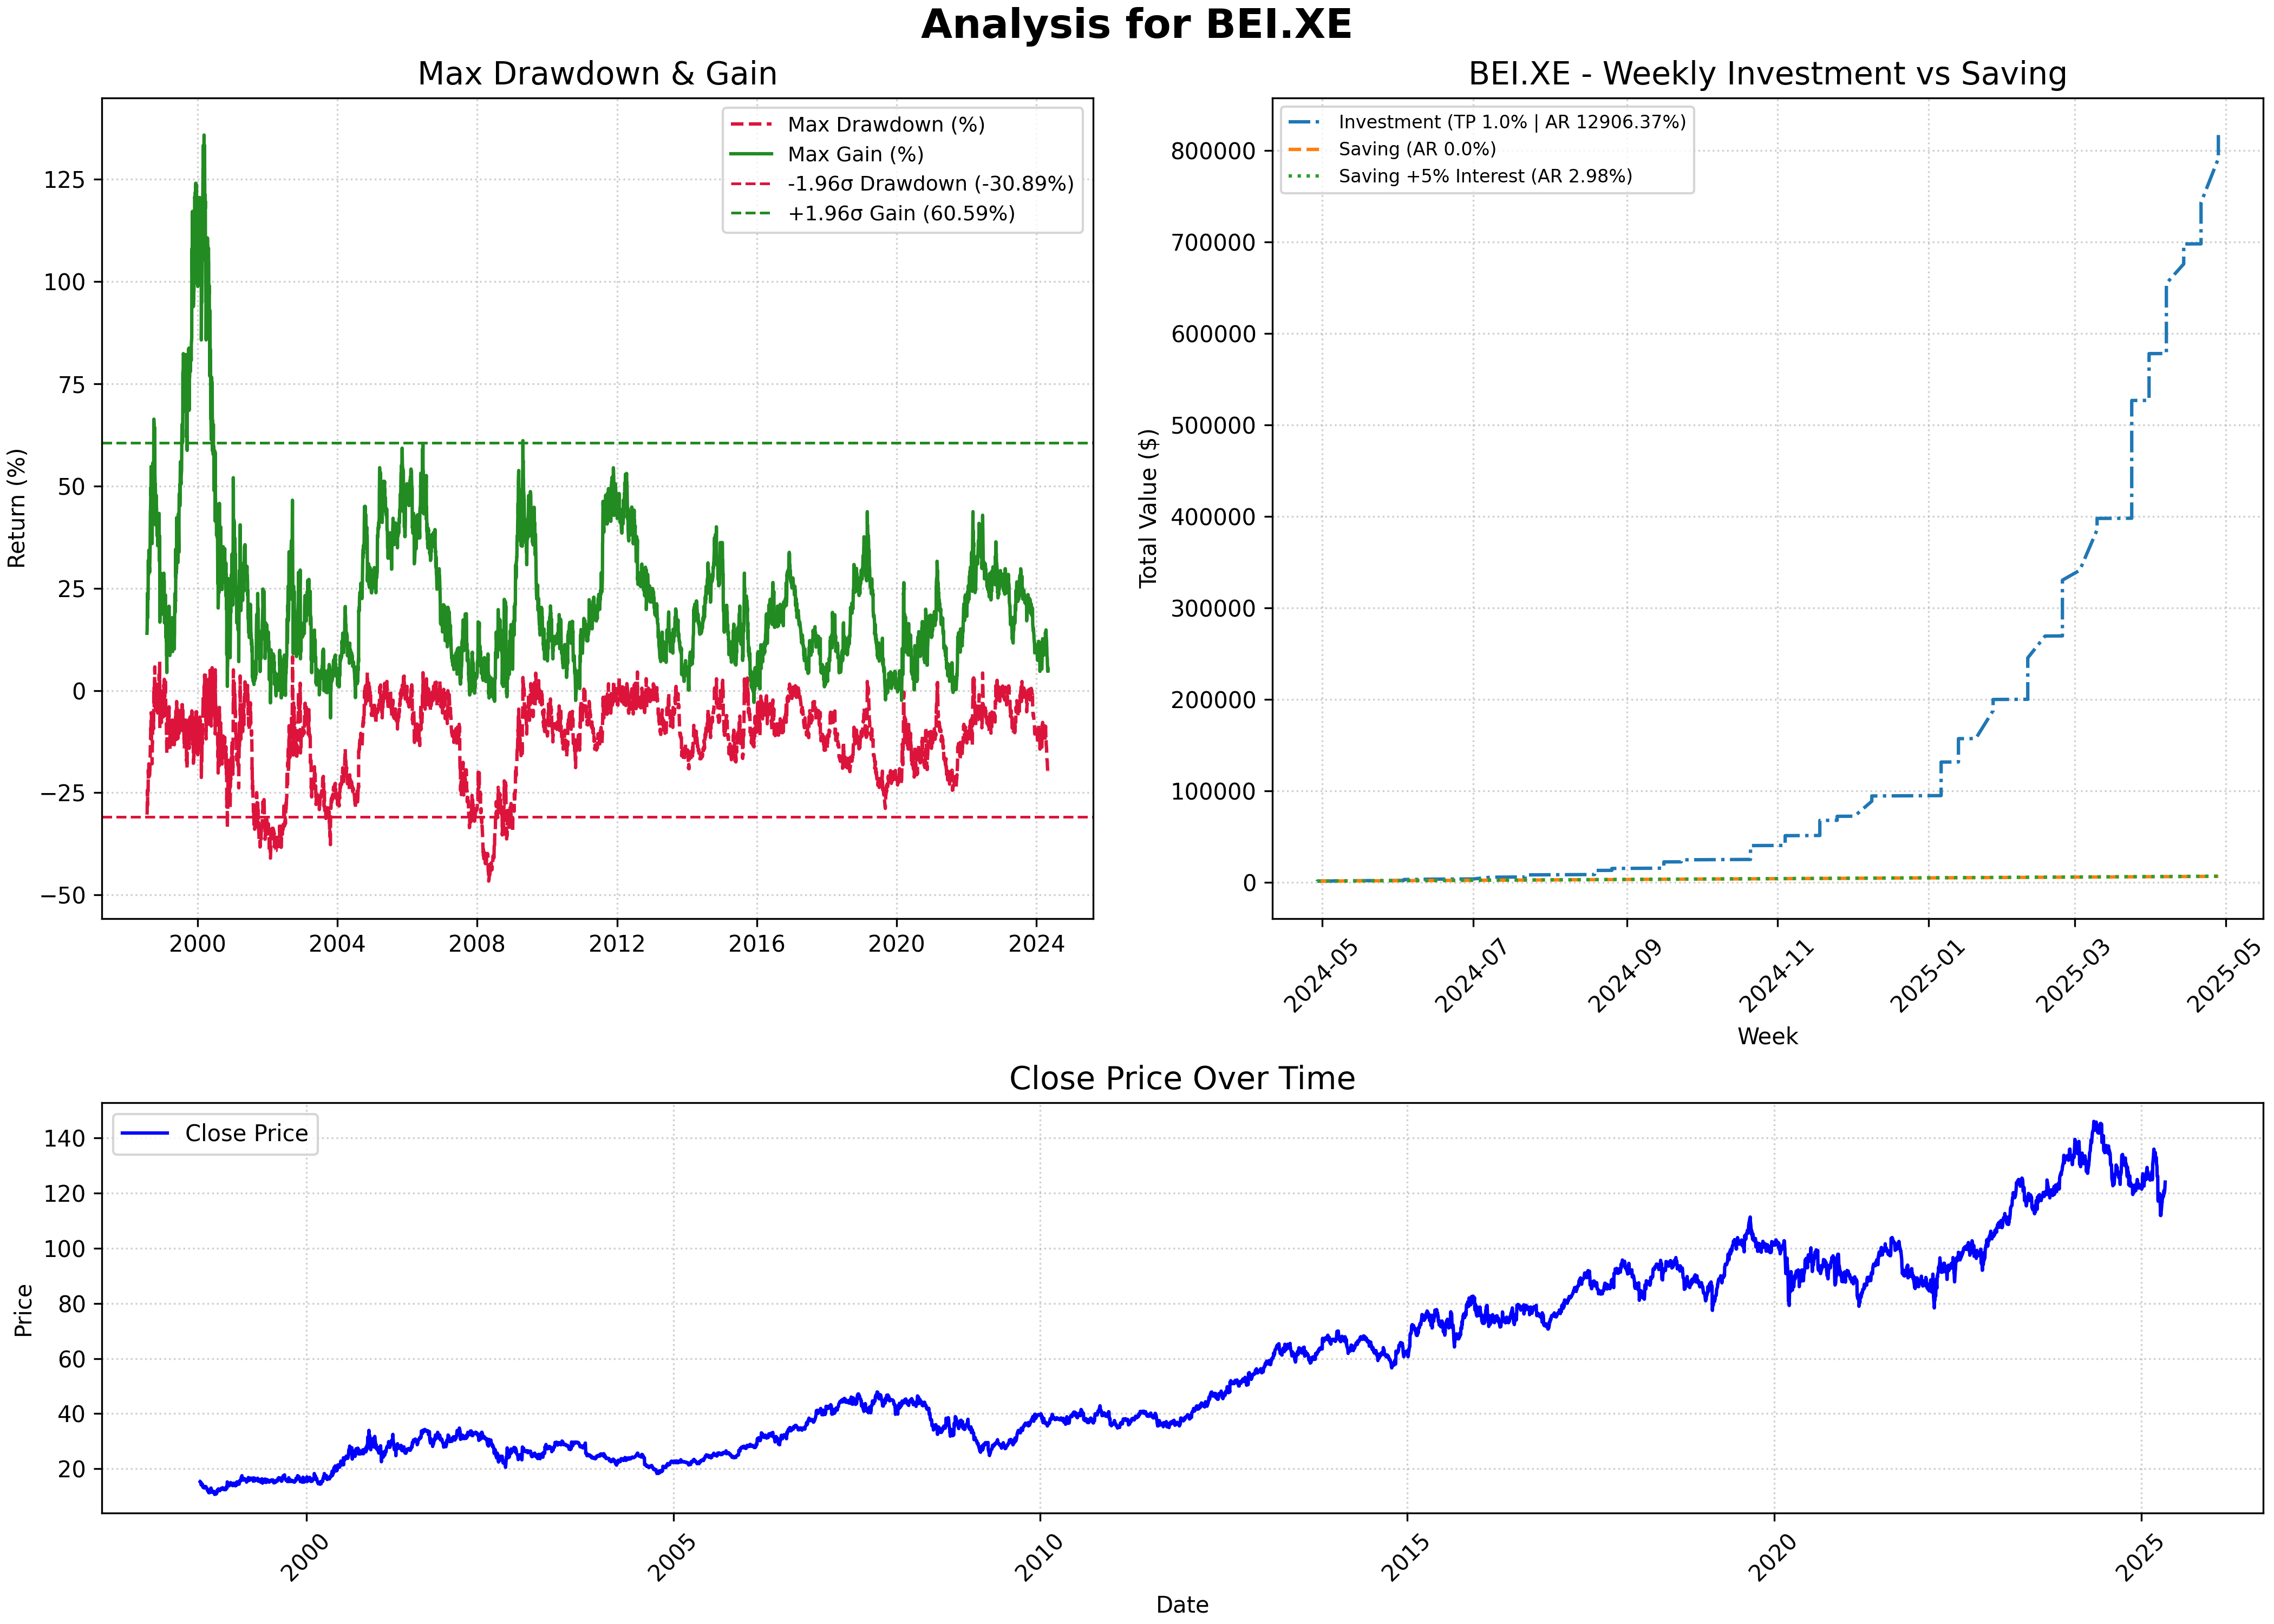 Analysis for BEI.XE
Max Drawdown & Gain
Return (%)
125
100
75
50
25
0
−25
−50
Max Drawdown (%)
Max Gain (%)
-1.96σ Drawdown (-30.89%)
+1.96σ Gain (60.59%)
2000
2004
2008
2012
2016
2020
2024
BEI.XE - Weekly Investment vs Saving
Total Value ($)
800000
700000
600000
500000
400000
300000
200000
100000
0
Investment (TP 1.0% | AR 12906.37%)
Saving (AR 0.0%)
Saving +5% Interest (AR 2.98%)
2024-05
2024-07
2024-09
2024-11
2025-01
2025-03
2025-05
Week
Close Price Over Time
Price
140
120
100
80
60
40
20
Close Price
2000
2005
2010
2015
2020
2025
Date